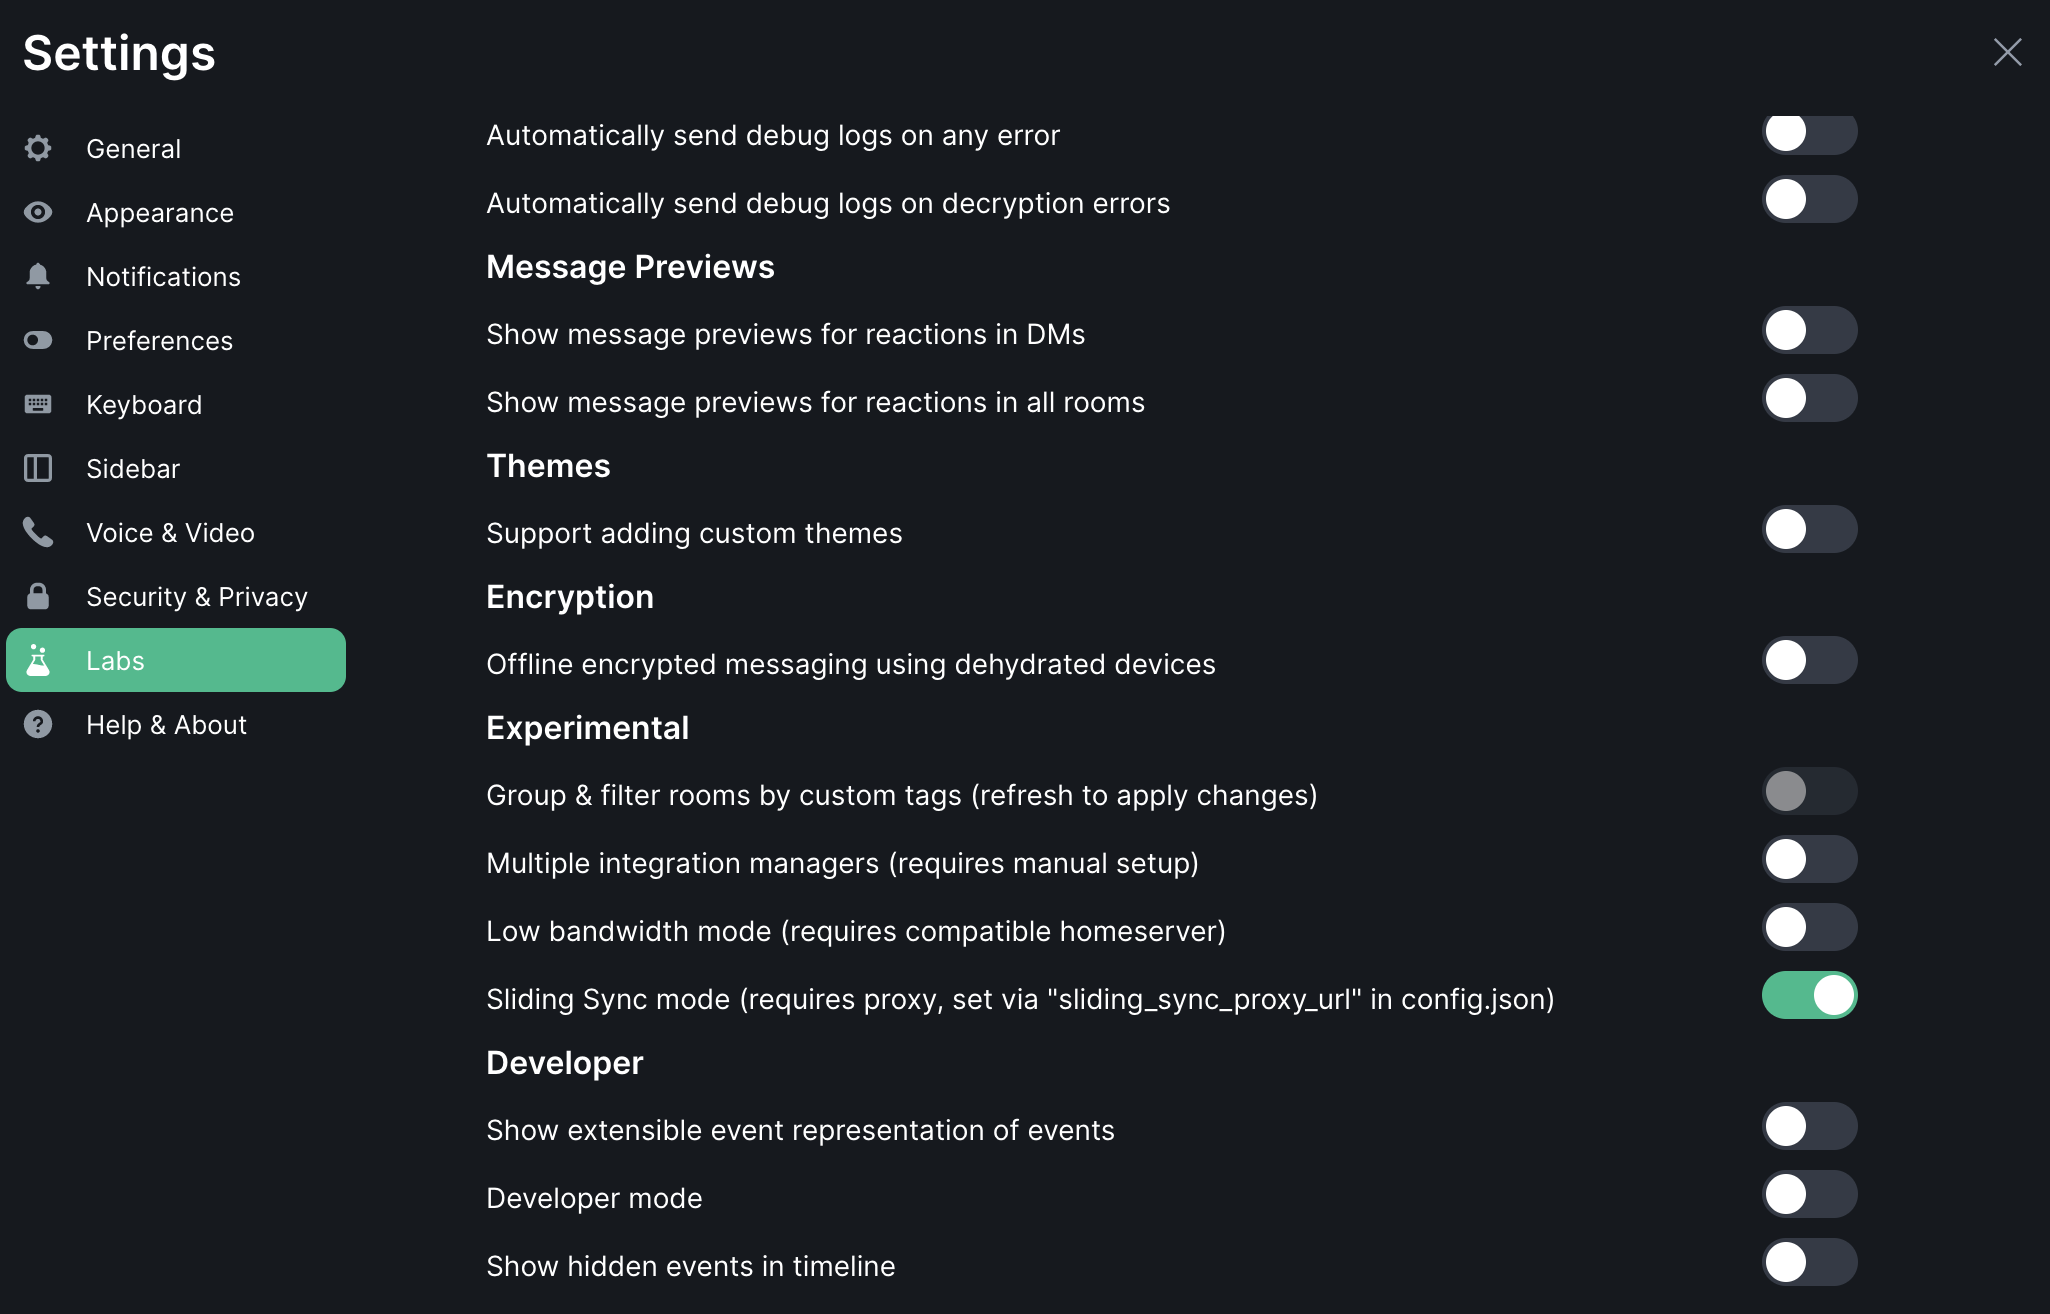 Settings
General
Appearance
Notifications
Preferences
Keyboard
Sidebar
Voice & Video
Security & Privacy
Labs
Help & About
Automatically send debug logs on any error
Automatically send debug logs on decryption errors
Message Previews
Show message previews for reactions in DMs
Show message previews for reactions in all rooms
Themes
Support adding custom themes
Encryption
Offline encrypted messaging using dehydrated devices
Experimental
Group & filter rooms by custom tags (refresh to apply changes)
Multiple integration managers (requires manual setup)
Low bandwidth mode (requires compatible homeserver)
Sliding Sync mode (requires proxy, set via "sliding_sync_proxy_url" in config.json)
Developer
Show extensible event representation of events
Developer mode
Show hidden events in timeline